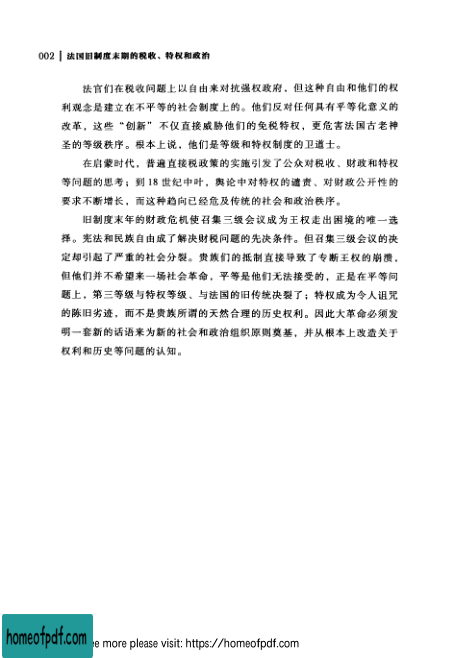 002 | 法国旧制度末期的税收、特权和政治
法官们在税收问题上以自由来对抗强权政府，但这种自由和他们的权
利观念是建立在不平等的社会制度上的。他们反对任何具有平等化意义的
改革，这些“创新”不仅直接威胁他们的免税特权，更危害法国古老神
圣的等级秩序。根本上说，他们是等级和特权制度的卫道士。
在启蒙时代，普遍直接税政策的实施引发了公众对税收、财政和特权
等问题的思考；到 18 世纪中叶，舆论中对特权的谴责、对财政公开性的
要求不断增长，而这种趋向已经危及传统的社会和政治秩序。
旧制度末年的财政危机使召集三级会议成为王权走出困境的唯一选
择。宪法和民族自由成了解决财税问题的先决条件。但召集三级会议的决
定却引起了严重的社会分裂。贵族们的抵制直接导致了专断王权的崩溃，
但他们并不希望来一场社会革命，平等是他们无法接受的，正是在平等问
题上，第三等级与特权等级、与法国的旧传统决裂了；特权成为令人诅咒
的陈旧劣迹，而不是贵族所谓的天然合理的历史权利。因此大革命必须发
明一套新的话语来为新的社会和政治组织原则奠基，并从根本上改造关于
权利和历史等问题的认知。
homeofpdf.com
ee more please visit: https://homeofpdf.com